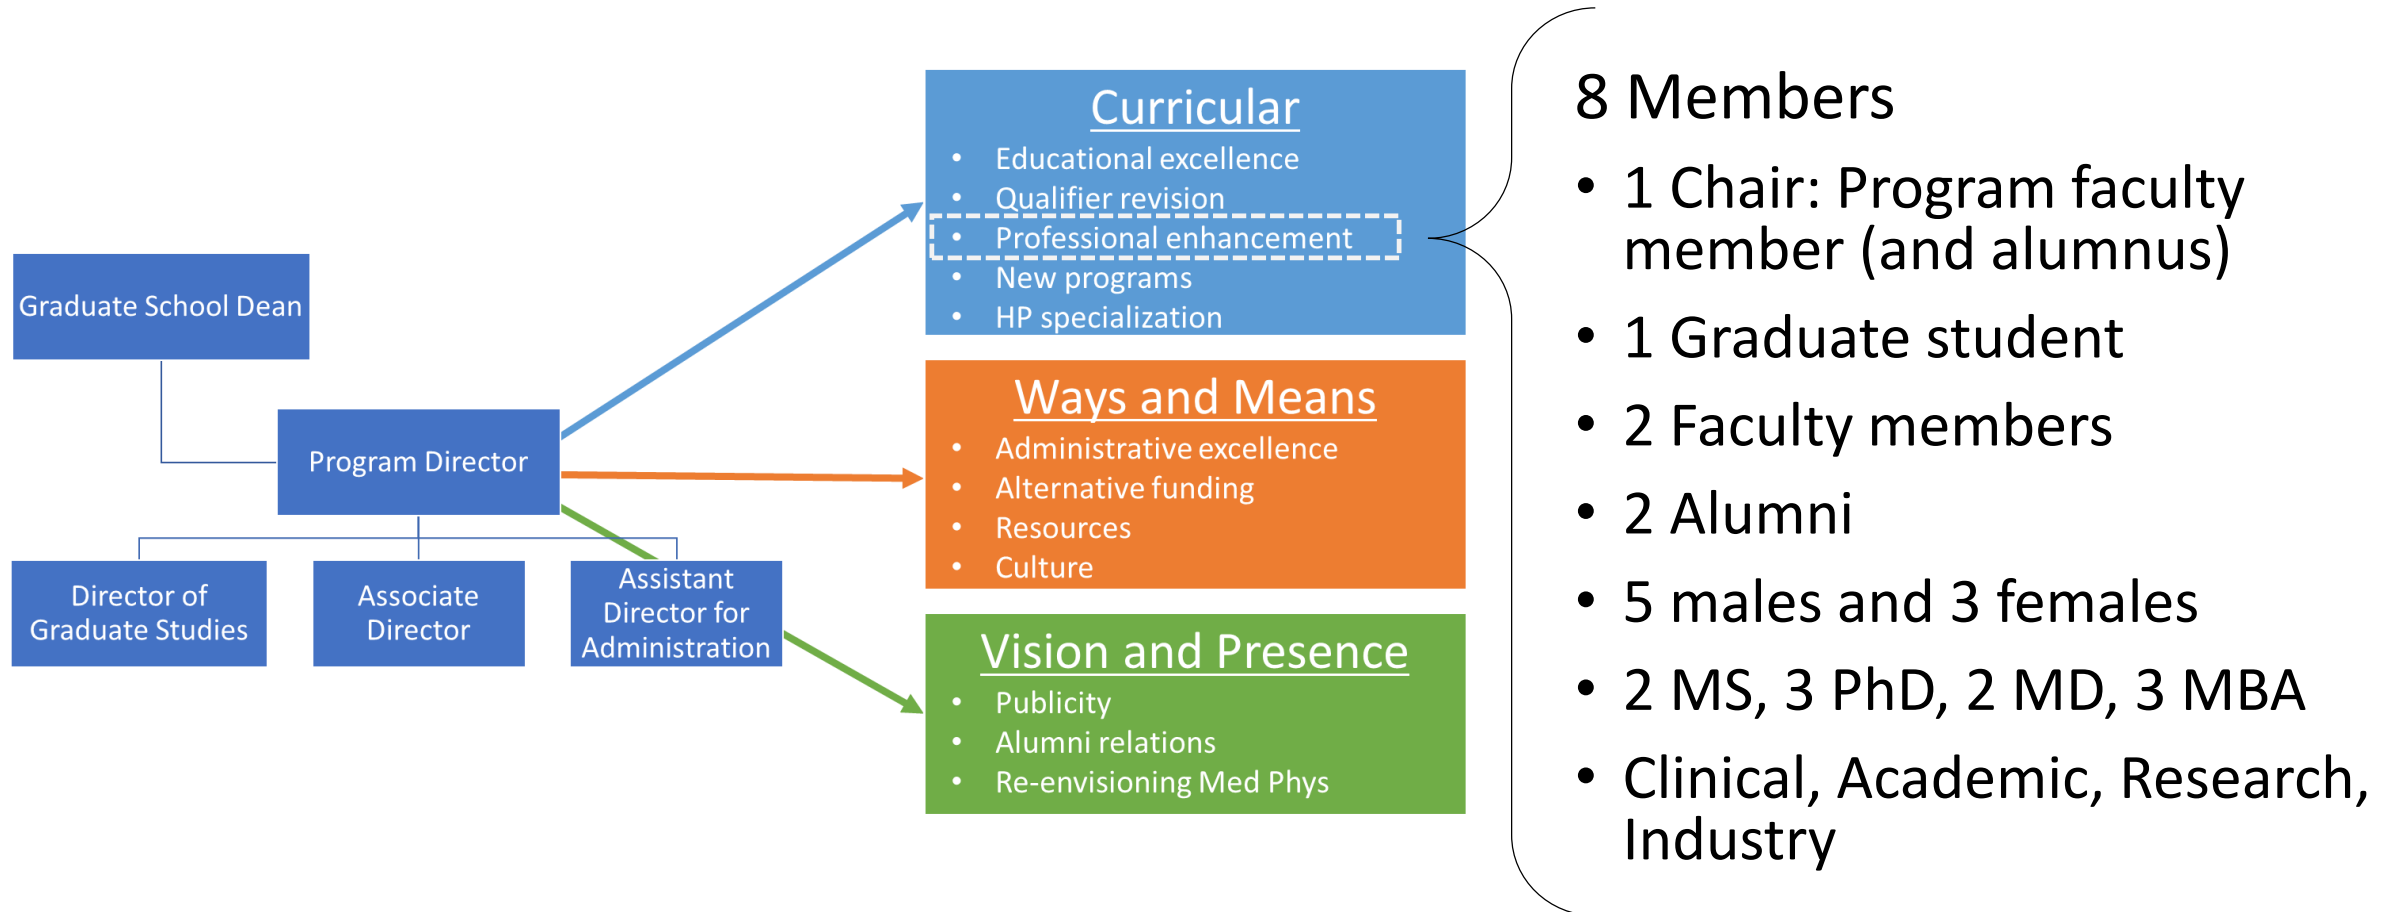 Graduate School Dean
Program Director
Director of
Graduate Studies
Associate
Director
Assistant
Director for
Administration
Curricular
• Educational excellence
• Qualifier revision
• Professional enhancement
• New programs
• HP specialization
Ways and Means
• Administrative excellence
• Alternative funding
• Resources
• Culture
Vision and Presence
• Publicity
• Alumni relations
• Re-envisioning Med Phys
8 Members
• 1 Chair: Program faculty
member (and alumnus)
• 1 Graduate student
• 2 Faculty members
• 2 Alumni
• 5 males and 3 females
• 2 MS, 3 PhD, 2 MD, 3 MBA
• Clinical, Academic, Research,
Industry